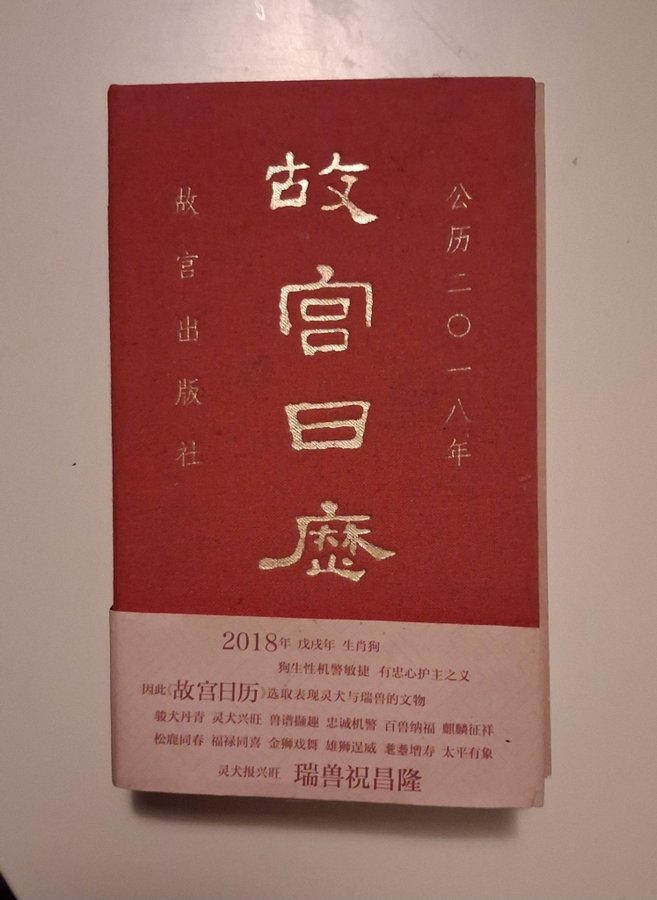 公历二〇一八年
故宫日歷
故宫出版社
2018年 戊戌年 生肖狗
狗生性机警敏捷 有忠心护主之义
因此《故宫日历》选取表现灵犬与瑞兽的文物
骏犬丹青 灵犬兴旺 兽谱撷趣 忠诚机警 百兽纳福 麒麟征祥
松鹿同春 福禄同喜 金狮戏舞 雄狮逞威 耄耋增寿 太平有象
灵犬报兴旺 瑞兽祝昌隆